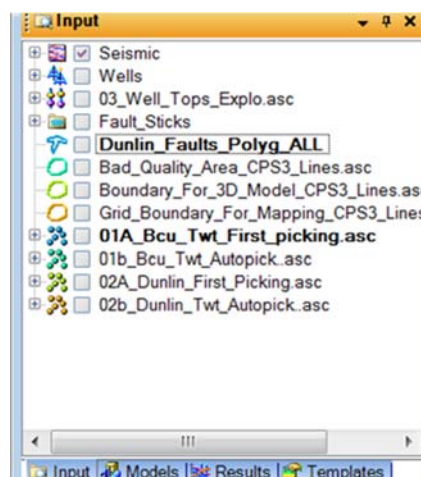 Input
Seismic
Wells
03_Well_Tops_Explo.asc
Fault_Sticks
Dunlin_Faults_Polyg_ALL
Bad_Quality_Area_CPS3_Lines.asc
Boundary_For_3D_Model_CPS3_Lines.as
Grid_Boundary_For_Mapping_CPS3_Lines
01A_Bcu_Twt_First_picking.asc
01b_Bcu_Twt_Autopick..asc
02A_Dunlin_First_Picking.asc
02b_Dunlin_Twt_Autopick..asc
Input Models Results Templates